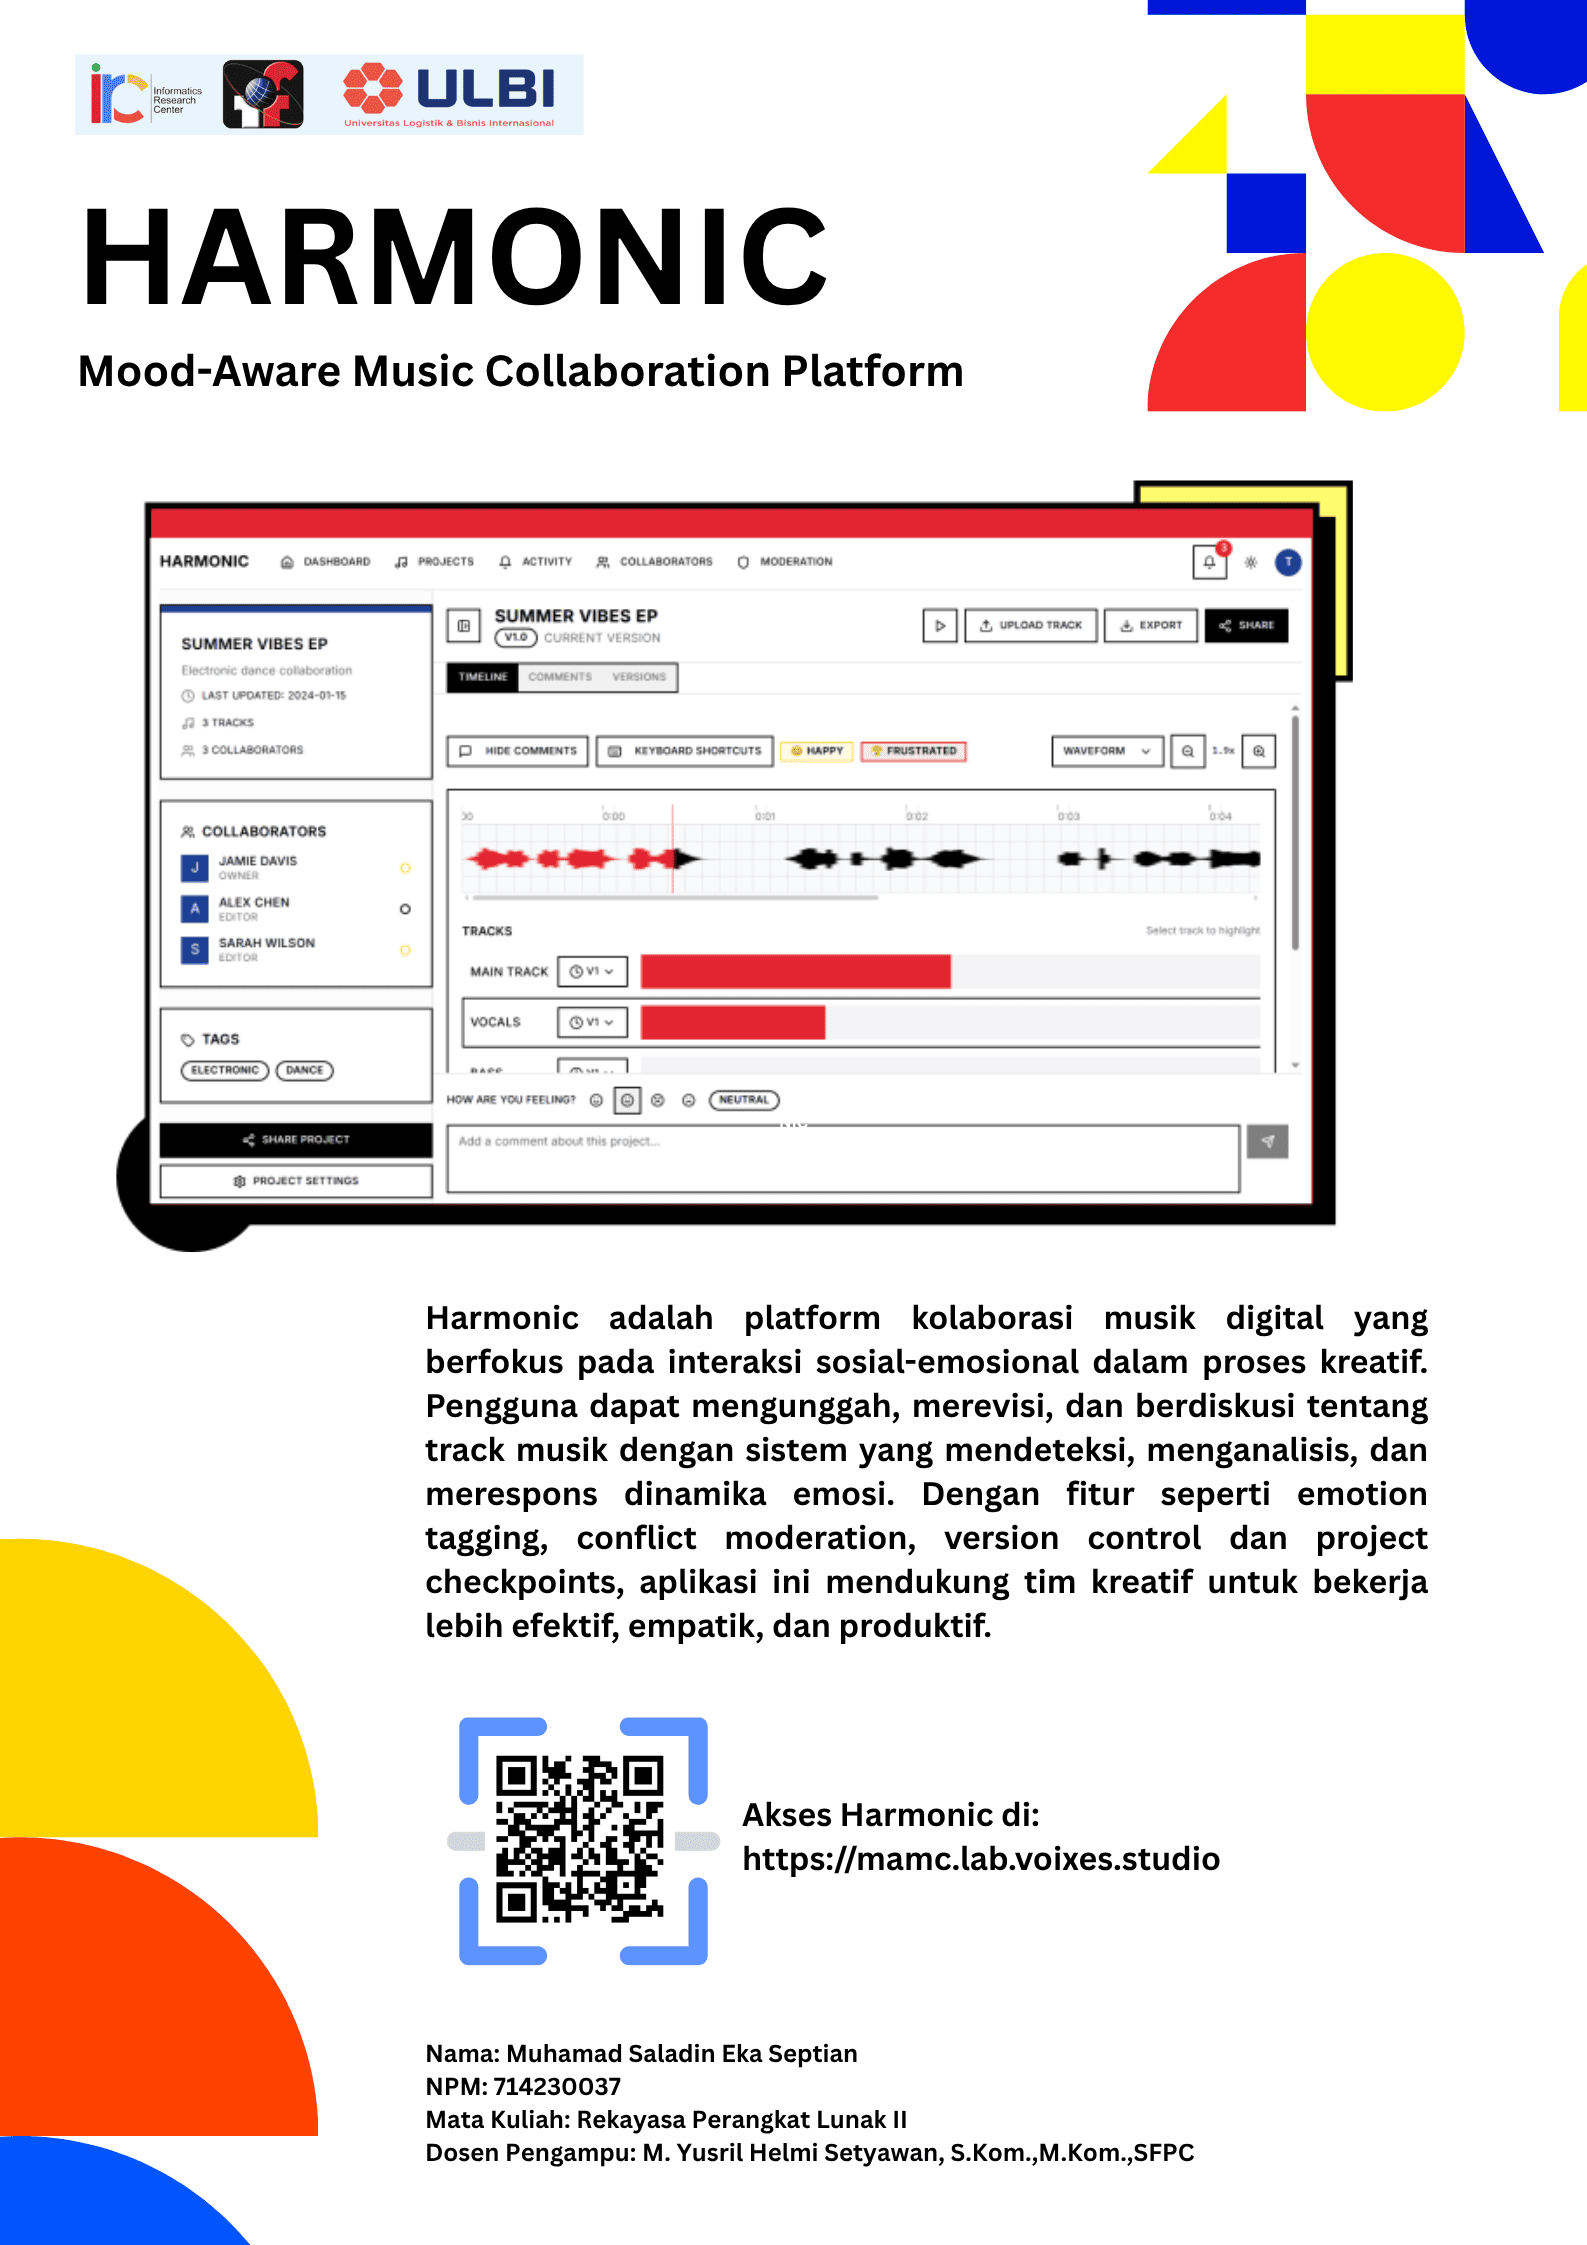 irc Informatics
Research
Center
ULBI
Universitas Logistik & Bisnis Internasional
HARMONIC
Mood-Aware Music Collaboration Platform
HARMONIC DASHBOARD PROJECTS ACTIVITY COLLABORATORS MODERATION 3 T
SUMMER VIBES EP
Electronic dance collaboration
LAST UPDATED: 2024-01-15
3 TRACKS
3 COLLABORATORS
COLLABORATORS
J JAMIE DAVIS
OWNER
A ALEX CHEN
EDITOR
S SARAH WILSON
EDITOR
TAGS
ELECTRONIC DANCE
SHARE PROJECT
PROJECT SETTINGS
SUMMER VIBES EP
V1.0 CURRENT VERSION
UPLOAD TRACK EXPORT SHARE
TIMELINE COMMENTS VERSIONS
HIDE COMMENTS KEYBOARD SHORTCUTS HAPPY FRUSTRATED WAVEFORM 1.9x
00 0:00 0:01 0:02 0:03 0:04
TRACKS Select track to highlight
MAIN TRACK V1
VOCALS V1
BASS V1
HOW ARE YOU FEELING? NEUTRAL
Add a comment about this project...
Harmonic adalah platform kolaborasi musik digital yang
berfokus pada interaksi sosial-emosional dalam proses kreatif.
Pengguna dapat mengunggah, merevisi, dan berdiskusi tentang
track musik dengan sistem yang mendeteksi, menganalisis, dan
merespons dinamika emosi. Dengan fitur seperti emotion
tagging, conflict moderation, version control dan project
checkpoints, aplikasi ini mendukung tim kreatif untuk bekerja
lebih efektif, empatik, dan produktif.
Akses Harmonic di:
https://mamc.lab.voixes.studio
Nama: Muhamad Saladin Eka Septian
NPM: 714230037
Mata Kuliah: Rekayasa Perangkat Lunak II
Dosen Pengampu: M. Yusril Helmi Setyawan, S.Kom.,M.Kom.,SFPC